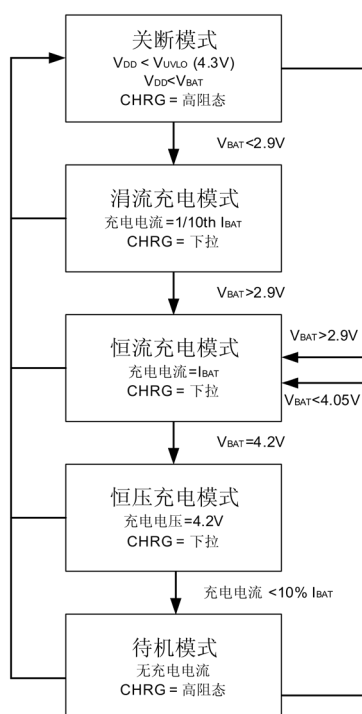 关断模式
VDD < VUVLO (4.3V)
VDD<VBAT
CHRG = 高阻态
VBAT<2.9V
涓流充电模式
充电电流=1/10th IBAT
CHRG = 下拉
VBAT>2.9V
恒流充电模式
充电电流=IBAT
CHRG = 下拉
VBAT>2.9V
VBAT<4.05V
VBAT=4.2V
恒压充电模式
充电电压=4.2V
CHRG = 下拉
充电电流 <10% IBAT
待机模式
无充电电流
CHRG = 高阻态